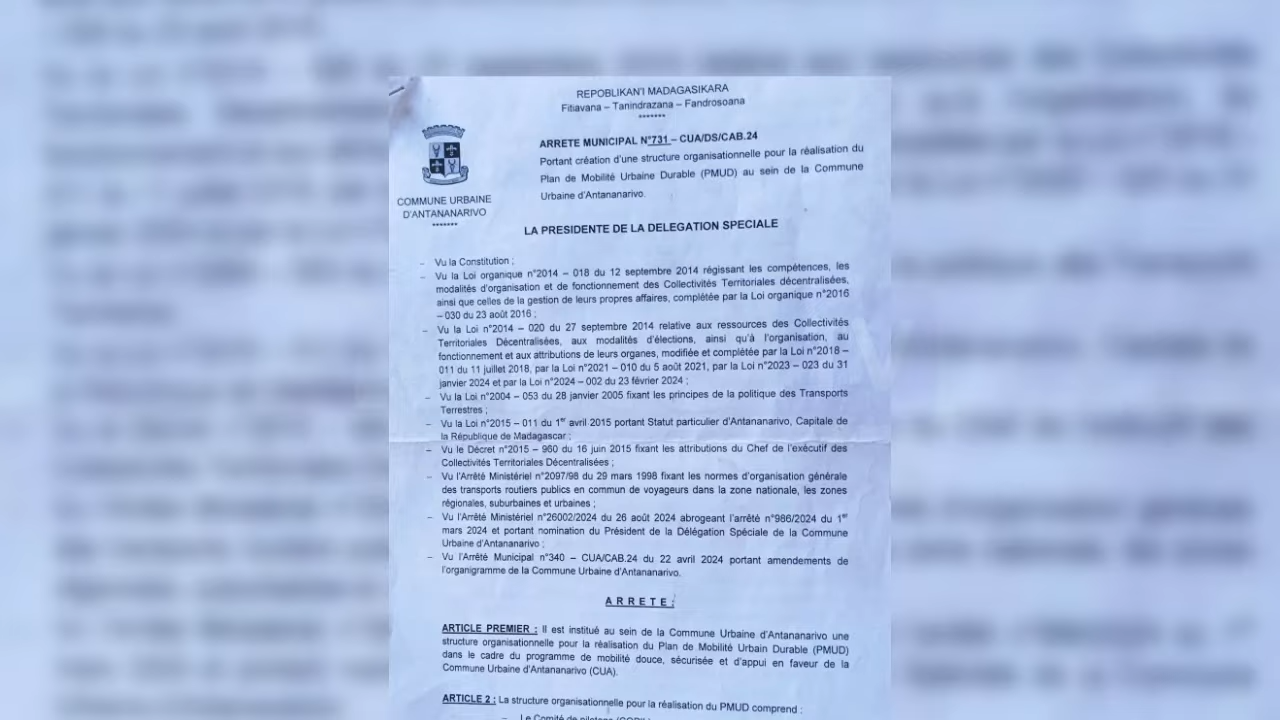 REPOBLIKAN'I MADAGASIKARA
Fitiavana – Tanindrazana – Fandrosoana
*******
COMMUNE URBAINE
D'ANTANANARIVO
*******
ARRETE MUNICIPAL N°731 – CUA/DS/CAB.24
Portant création d'une structure organisationnelle pour la réalisation du
Plan de Mobilité Urbaine Durable (PMUD) au sein de la Commune
Urbaine d'Antananarivo.
LA PRESIDENTE DE LA DELEGATION SPECIALE
– Vu la Constitution ;
– Vu la Loi organique n°2014 – 018 du 12 septembre 2014 régissant les compétences, les
modalités d'organisation et de fonctionnement des Collectivités Territoriales décentralisées,
ainsi que celles de la gestion de leurs propres affaires, complétée par la Loi organique n°2016
– 030 du 23 août 2016 ;
– Vu la Loi n°2014 – 020 du 27 septembre 2014 relative aux ressources des Collectivités
Territoriales Décentralisées, aux modalités d'élections, ainsi qu'à l'organisation, au
fonctionnement et aux attributions de leurs organes, modifiée et complétée par la Loi n°2018 –
011 du 11 juillet 2018, par la Loi n°2021 – 010 du 5 août 2021, par la Loi n°2023 – 023 du 31
janvier 2024 et par la Loi n°2024 – 002 du 23 février 2024 ;
– Vu la Loi n°2004 – 053 du 28 janvier 2005 fixant les principes de la politique des Transports
Terrestres ;
– Vu la Loi n°2015 – 011 du 1er avril 2015 portant Statut particulier d'Antananarivo, Capitale de
la République de Madagascar ;
– Vu le Décret n°2015 – 960 du 16 juin 2015 fixant les attributions du Chef de l'exécutif des
Collectivités Territoriales Décentralisées ;
– Vu l'Arrêté Ministériel n°2097/98 du 29 mars 1998 fixant les normes d'organisation générale
des transports routiers publics en commun de voyageurs dans la zone nationale, les zones
régionales, suburbaines et urbaines ;
– Vu l'Arrêté Ministériel n°26002/2024 du 26 août 2024 abrogeant l'arrêté n°986/2024 du 1er
mars 2024 et portant nomination du Président de la Délégation Spéciale de la Commune
Urbaine d'Antananarivo ;
– Vu l'Arrêté Municipal n°340 – CUA/CAB.24 du 22 avril 2024 portant amendements de
l'organigramme de la Commune Urbaine d'Antananarivo.
A R R E T E :
ARTICLE PREMIER : Il est institué au sein de la Commune Urbaine d'Antananarivo une
structure organisationnelle pour la réalisation du Plan de Mobilité Urbain Durable (PMUD)
dans le cadre du programme de mobilité douce, sécurisée et d'appui en faveur de la
Commune Urbaine d'Antananarivo (CUA).
ARTICLE 2 : La structure organisationnelle pour la réalisation du PMUD comprend :
– Le Comité de